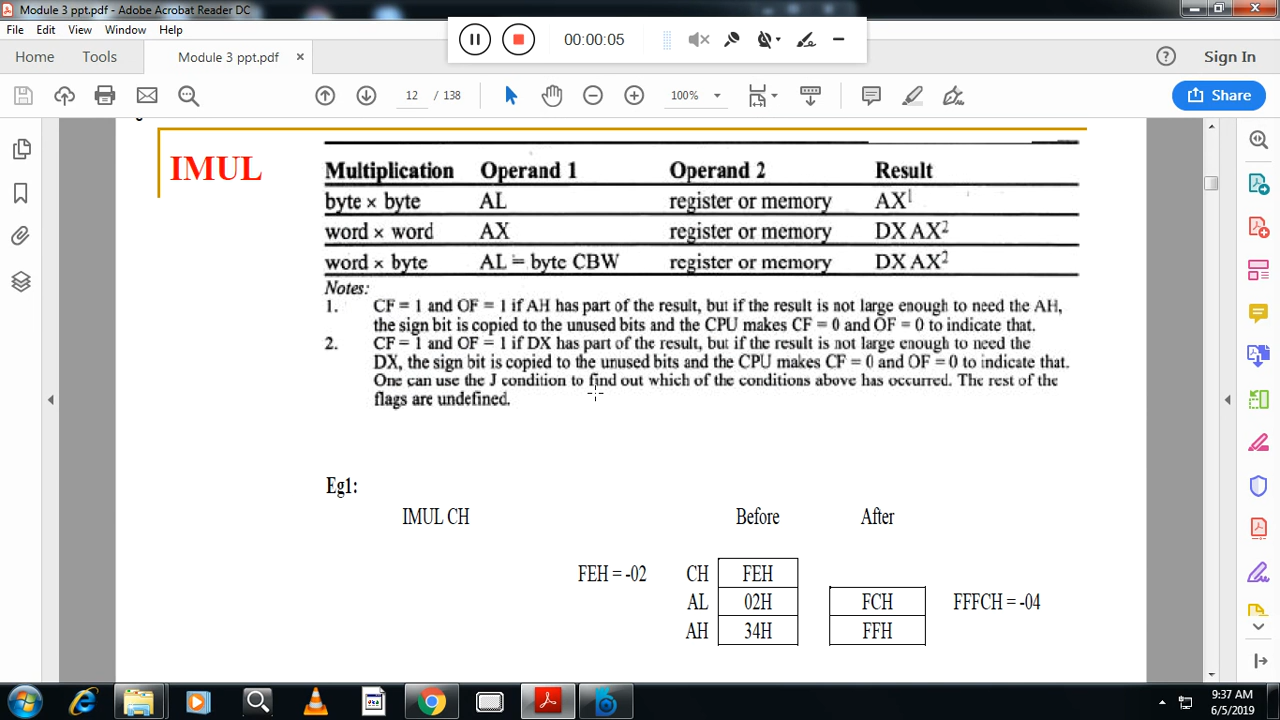 Module 3 ppt.pdf - Adobe Acrobat Reader DC
File Edit View Window Help
00:00:05
Home Tools Module 3 ppt.pdf × Sign In
12 / 138 100% Share
IMUL
Multiplication Operand 1 Operand 2 Result
byte × byte AL register or memory AX1
word × word AX register or memory DX AX2
word × byte AL = byte CBW register or memory DX AX2
Notes:
1. CF = 1 and OF = 1 if AH has part of the result, but if the result is not large enough to need the AH,
the sign bit is copied to the unused bits and the CPU makes CF = 0 and OF = 0 to indicate that.
2. CF = 1 and OF = 1 if DX has part of the result, but if the result is not large enough to need the
DX, the sign bit is copied to the unused bits and the CPU makes CF = 0 and OF = 0 to indicate that.
One can use the J condition to find out which of the conditions above has occurred. The rest of the
flags are undefined.
Eg1:
IMUL CH Before After
FEH = -02 CH FEH
AL 02H FCH FFFCH = -04
AH 34H FFH
9:37 AM
6/5/2019